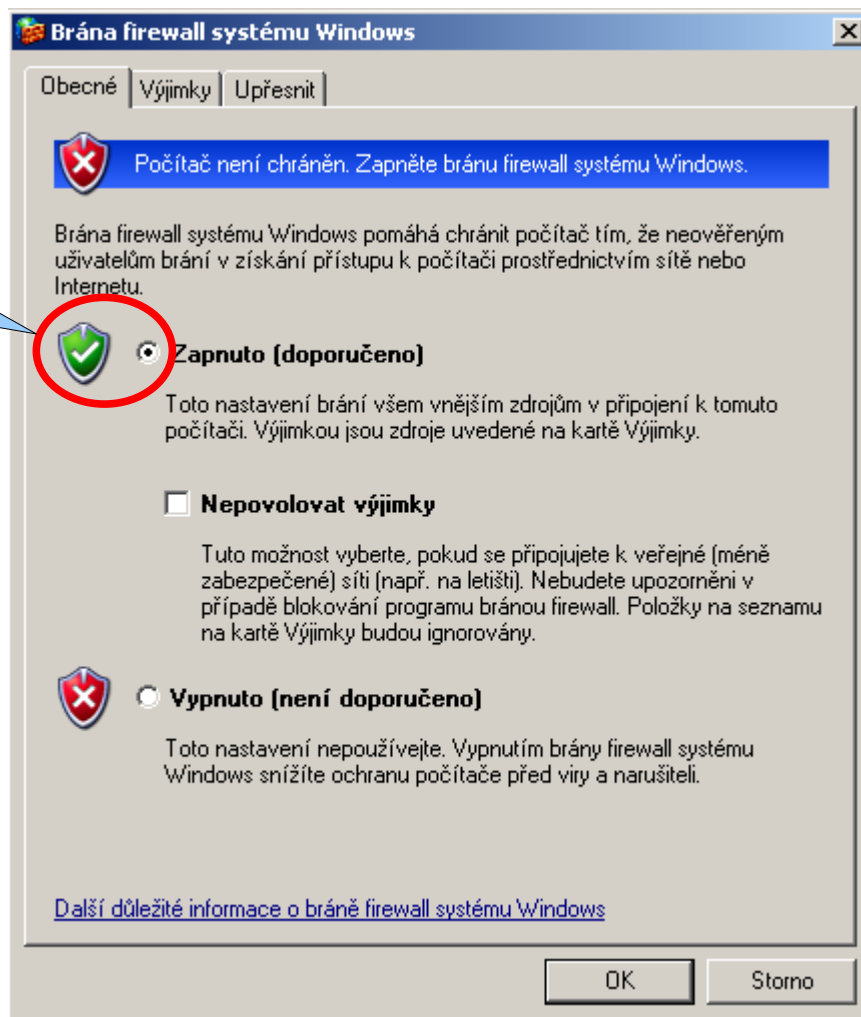 Brána firewall systému Windows
Obecné Výjimky Upřesnit
Počítač není chráněn. Zapněte bránu firewall systému Windows.
Brána firewall systému Windows pomáhá chránit počítač tím, že neověřeným
uživatelům brání v získání přístupu k počítači prostřednictvím sítě nebo
Internetu.
Zapnuto (doporučeno)
Toto nastavení brání všem vnějším zdrojům v připojení k tomuto
počítači. Výjimkou jsou zdroje uvedené na kartě Výjimky.
Nepovolovat výjimky
Tuto možnost vyberte, pokud se připojujete k veřejné (méně
zabezpečené) síti (např. na letišti). Nebudete upozorněni v
případě blokování programu bránou firewall. Položky na seznamu
na kartě Výjimky budou ignorovány.
Vypnuto (není doporučeno)
Toto nastavení nepoužívejte. Vypnutím brány firewall systému
Windows snížíte ochranu počítače před viry a narušiteli.
Další důležité informace o bráně firewall systému Windows
OK Storno